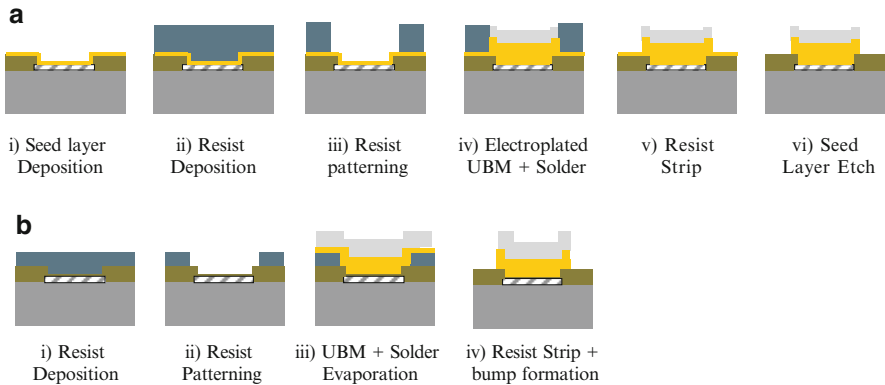 a
i) Seed layer
Deposition
ii) Resist
Deposition
iii) Resist
patterning
iv) Electroplated
UBM + Solder
v) Resist
Strip
vi) Seed
Layer Etch
b
i) Resist
Deposition
ii) Resist
Patterning
iii) UBM + Solder
Evaporation
iv) Resist Strip +
bump formation